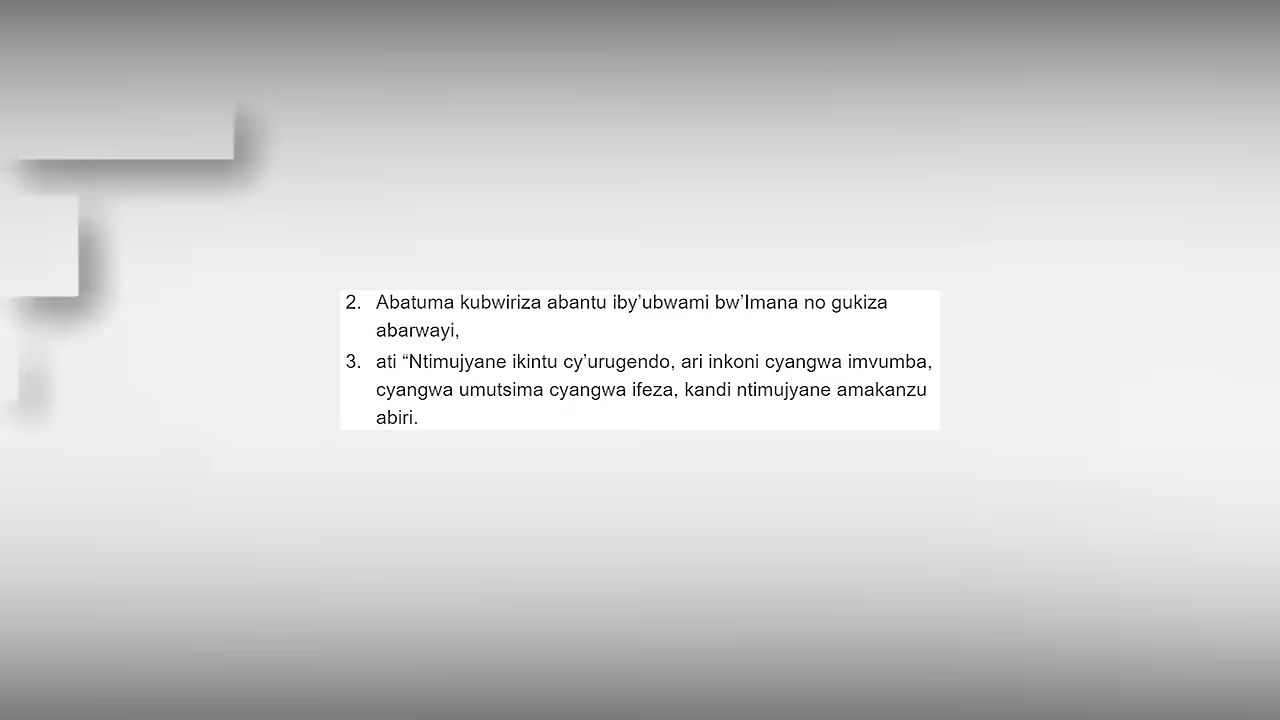 2. Abatuma kubwiriza abantu iby’ubwami bw’Imana no gukiza
abarwayi,
3. ati “Ntimujyane ikintu cy’urugendo, ari inkoni cyangwa imvumba,
cyangwa umutsima cyangwa ifeza, kandi ntimujyane amakanzu
abiri.